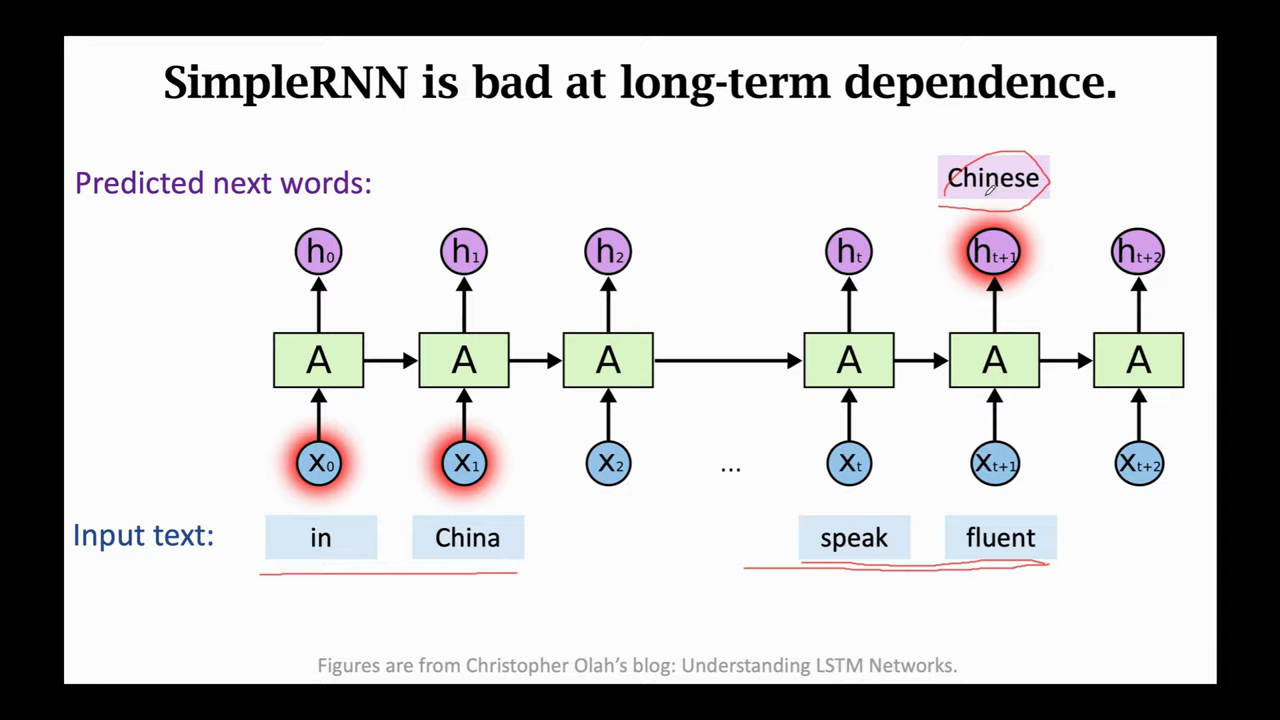 SimpleRNN is bad at long-term dependence.
Predicted next words:
Chinese
h0 h1 h2 ht ht+1 ht+2
A A A A A A
x0 x1 x2 ... xt xt+1 xt+2
Input text: in China speak fluent
Figures are from Christopher Olah’s blog: Understanding LSTM Networks.